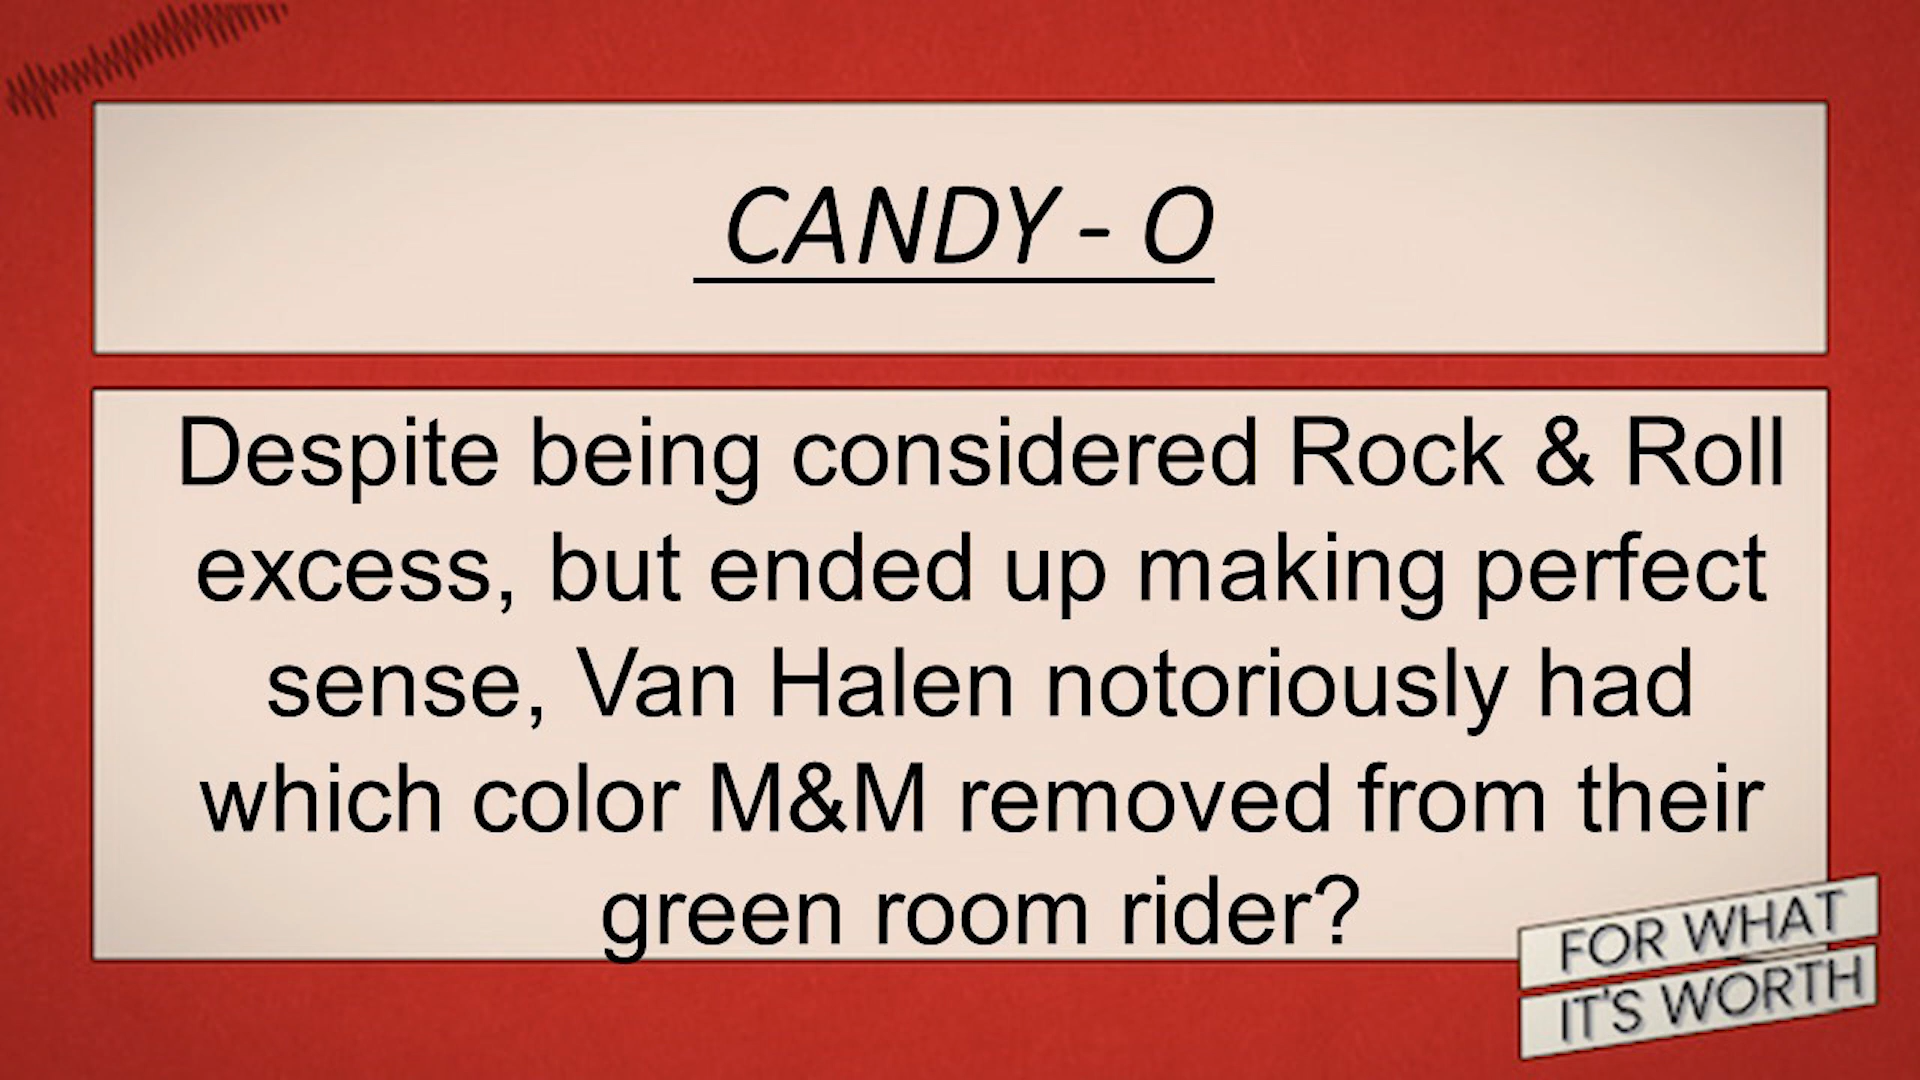 CANDY - O
Despite being considered Rock & Roll
excess, but ended up making perfect
sense, Van Halen notoriously had
which color M&M removed from their
green room rider?
FOR WHAT
IT'S WORTH